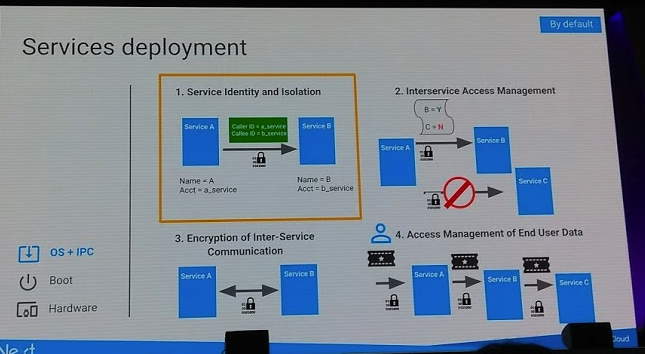 By default
Services deployment
1. Service Identity and Isolation
Service A
Caller ID = a_service
Callee ID = b_service
Service B
Name = A
Acct = a_service
Name = B
Acct = b_service
2. Interservice Access Management
B = Y
C = N
Service A
Service B
Service C
3. Encryption of Inter-Service
Communication
Service A
Service B
4. Access Management of End User Data
Service A
Service B
Service C
OS + IPC
Boot
Hardware
Cloud